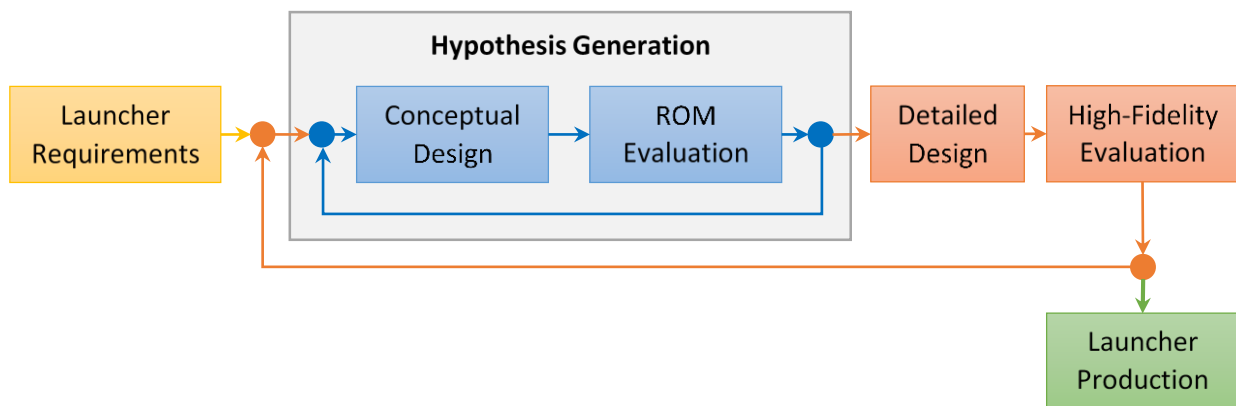 Hypothesis Generation
Launcher
Requirements
Conceptual
Design
ROM
Evaluation
Detailed
Design
High-Fidelity
Evaluation
Launcher
Production